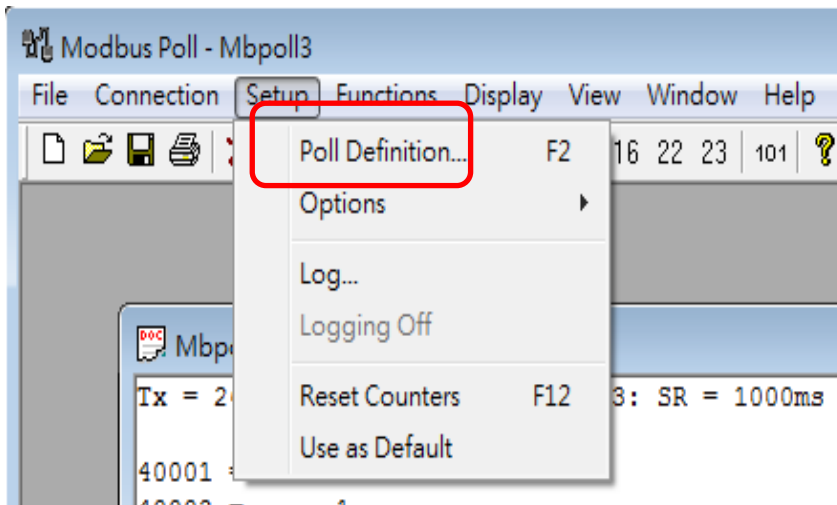 Modbus Poll - Mbpoll3
File Connection Setup Functions Display View Window Help
16 22 23 101
Poll Definition... F2
Options
Log...
Logging Off
Reset Counters F12
Use as Default
DOC
Tx = 2
3: SR = 1000ms
40001 =